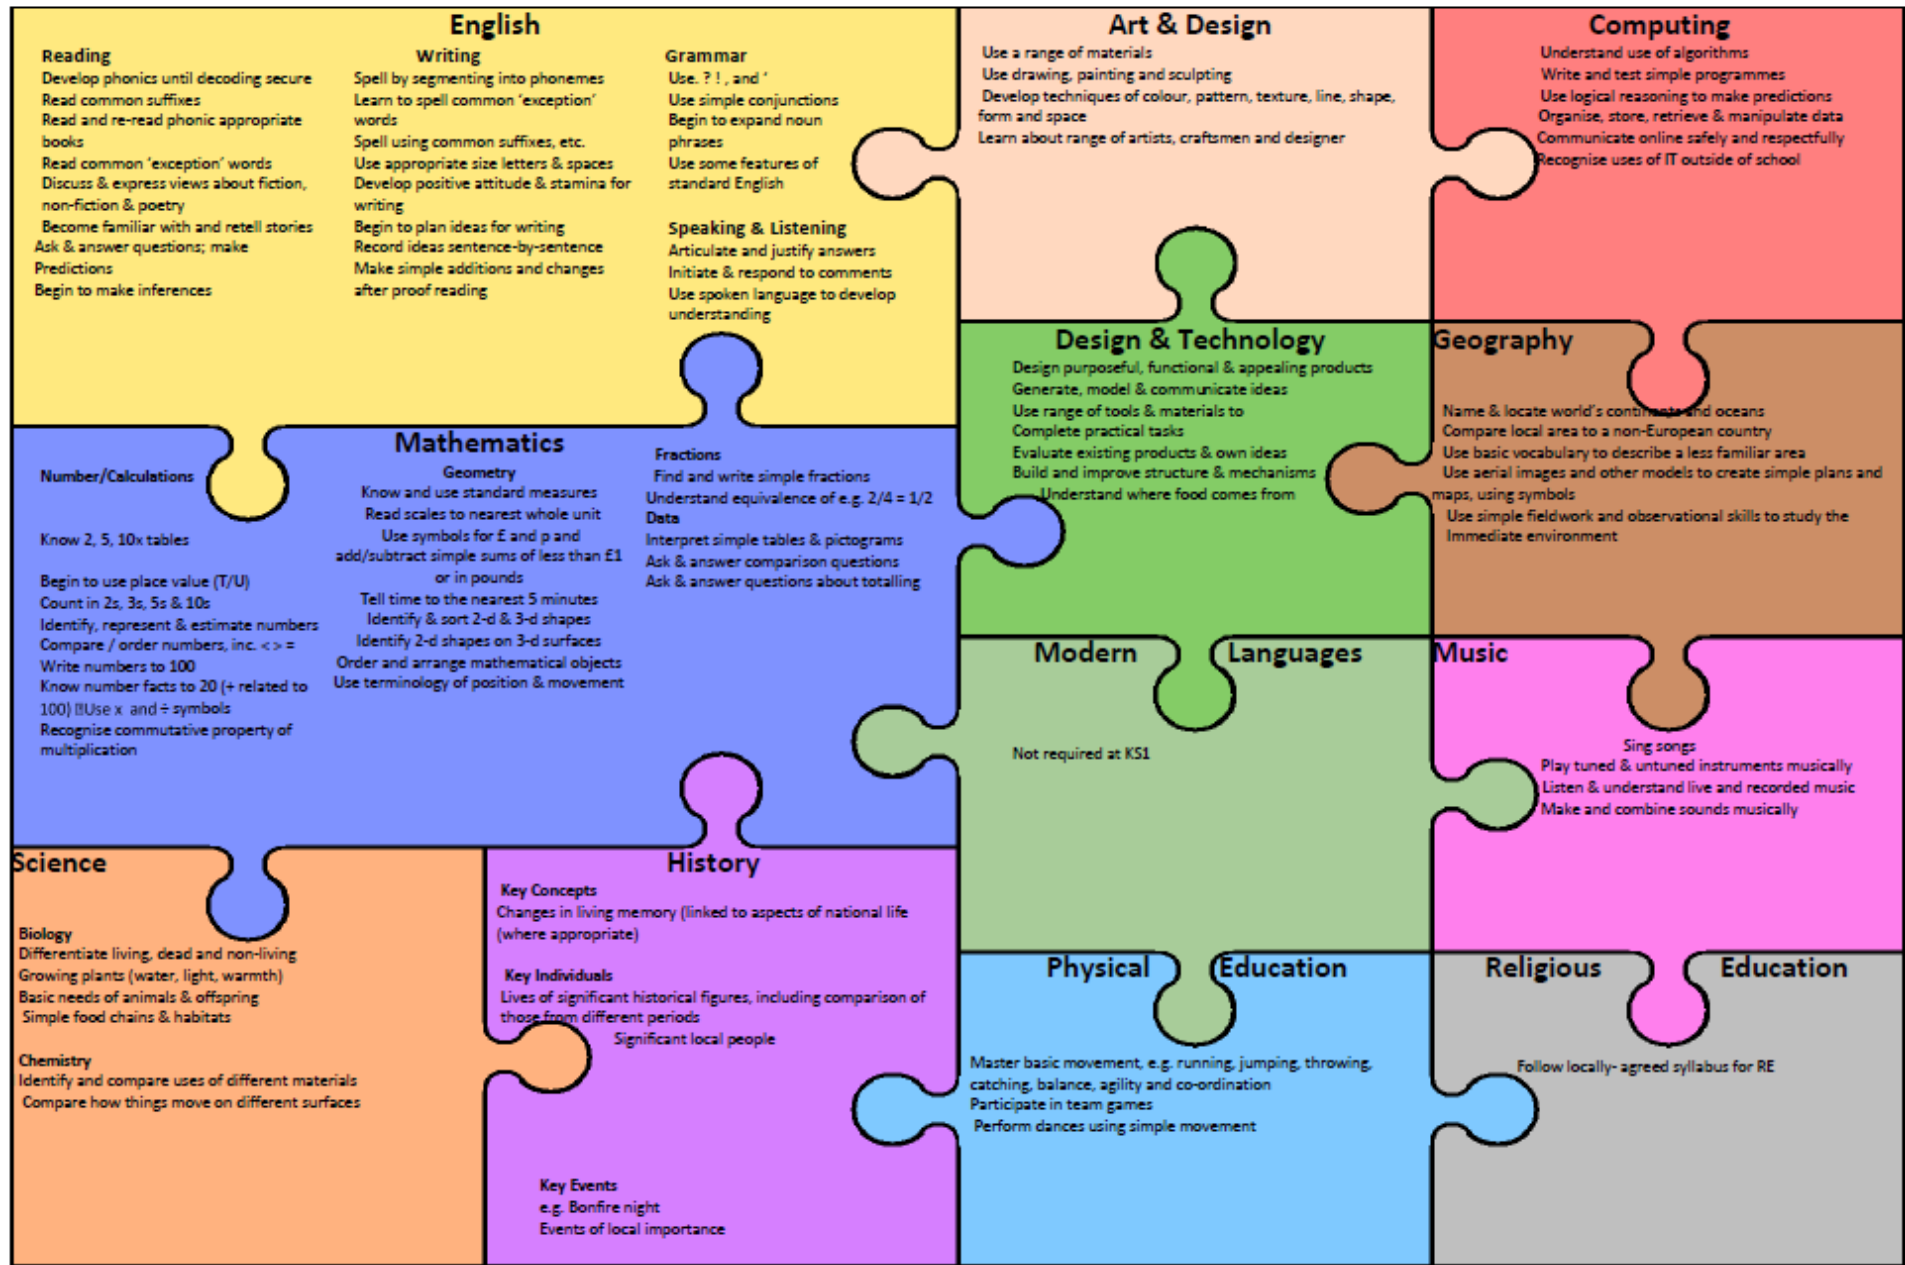 English
Reading
Develop phonics until decoding secure
Read common suffixes
Read and re-read phonic appropriate
books
Read common ‘exception’ words
Discuss & express views about fiction,
non-fiction & poetry
Become familiar with and retell stories
Ask & answer questions; make
Predictions
Begin to make inferences
Writing
Spell by segmenting into phonemes
Learn to spell common ‘exception’
words
Spell using common suffixes, etc.
Use appropriate size letters & spaces
Develop positive attitude & stamina for
writing
Begin to plan ideas for writing
Record ideas sentence-by-sentence
Make simple additions and changes
after proof reading
Grammar
Use. ? ! , and ‘
Use simple conjunctions
Begin to expand noun
phrases
Use some features of
standard English
Speaking & Listening
Articulate and justify answers
Initiate & respond to comments
Use spoken language to develop
understanding
Art & Design
Use a range of materials
Use drawing, painting and sculpting
Develop techniques of colour, pattern, texture, line, shape,
form and space
Learn about range of artists, craftsmen and designer
Computing
Understand use of algorithms
Write and test simple programmes
Use logical reasoning to make predictions
Organise, store, retrieve & manipulate data
Communicate online safely and respectfully
Recognise uses of IT outside of school
Mathematics
Number/Calculations
Know 2, 5, 10x tables
Begin to use place value (T/U)
Count in 2s, 3s, 5s & 10s
Identify, represent & estimate numbers
Compare / order numbers, inc. < > =
Write numbers to 100
Know number facts to 20 (+ related to
100) Use x and ÷ symbols
Recognise commutative property of
multiplication
Geometry
Know and use standard measures
Read scales to nearest whole unit
Use symbols for £ and p and
add/subtract simple sums of less than £1
or in pounds
Tell time to the nearest 5 minutes
Identify & sort 2-d & 3-d shapes
Identify 2-d shapes on 3-d surfaces
Order and arrange mathematical objects
Use terminology of position & movement
Fractions
Find and write simple fractions
Understand equivalence of e.g. 2/4 = 1/2
Data
Interpret simple tables & pictograms
Ask & answer comparison questions
Ask & answer questions about totalling
Design & Technology
Design purposeful, functional & appealing products
Generate, model & communicate ideas
Use range of tools & materials to
Complete practical tasks
Evaluate existing products & own ideas
Build and improve structure & mechanisms
Understand where food comes from
Geography
Name & locate world’s continents and oceans
Compare local area to a non-European country
Use basic vocabulary to describe a less familiar area
Use aerial images and other models to create simple plans and
maps, using symbols
Use simple fieldwork and observational skills to study the
Immediate environment
Modern Languages
Not required at KS1
Music
Sing songs
Play tuned & untuned instruments musically
Listen & understand live and recorded music
Make and combine sounds musically
Science
Biology
Differentiate living, dead and non-living
Growing plants (water, light, warmth)
Basic needs of animals & offspring
Simple food chains & habitats
Chemistry
Identify and compare uses of different materials
Compare how things move on different surfaces
History
Key Concepts
Changes in living memory (linked to aspects of national life
(where appropriate)
Key Individuals
Lives of significant historical figures, including comparison of
those from different periods
Significant local people
Key Events
e.g. Bonfire night
Events of local importance
Physical Education
Master basic movement, e.g. running, jumping, throwing,
catching, balance, agility and co-ordination
Participate in team games
Perform dances using simple movement
Religious Education
Follow locally- agreed syllabus for RE